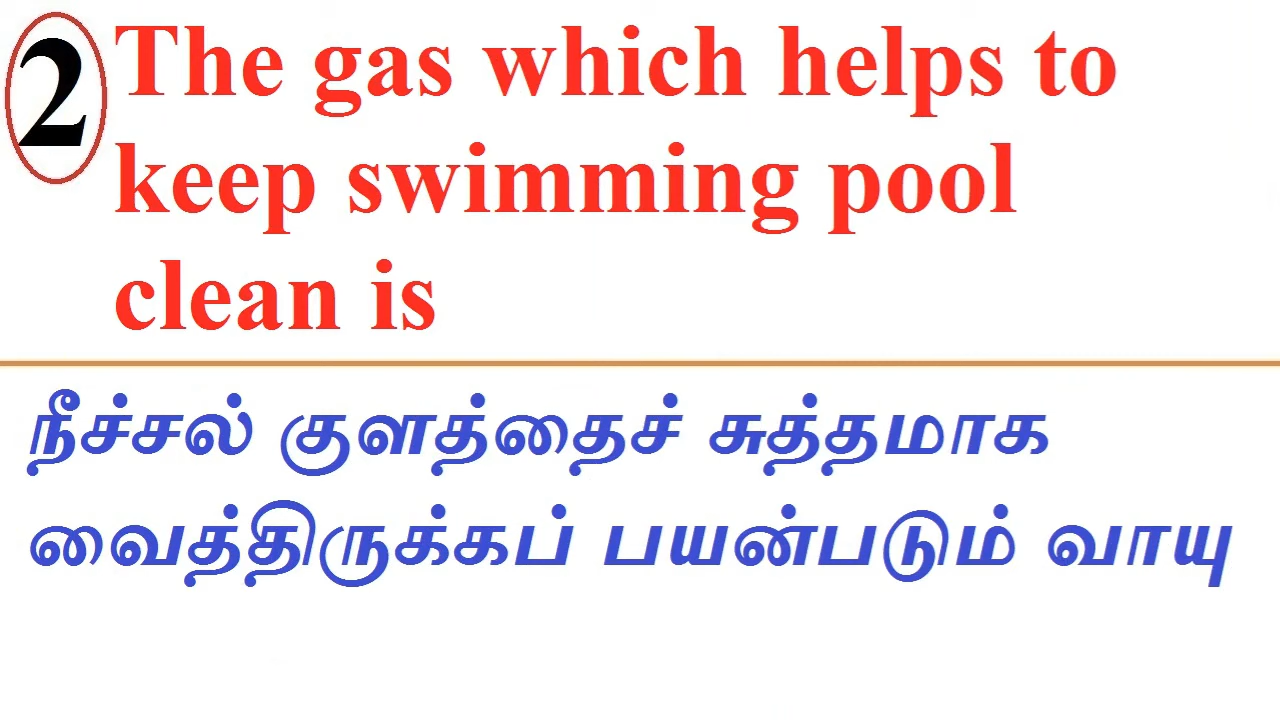 2 The gas which helps to
keep swimming pool
clean is
நீச்சல் குளத்தைச் சுத்தமாக
வைத்திருக்கப் பயன்படும் வாயு